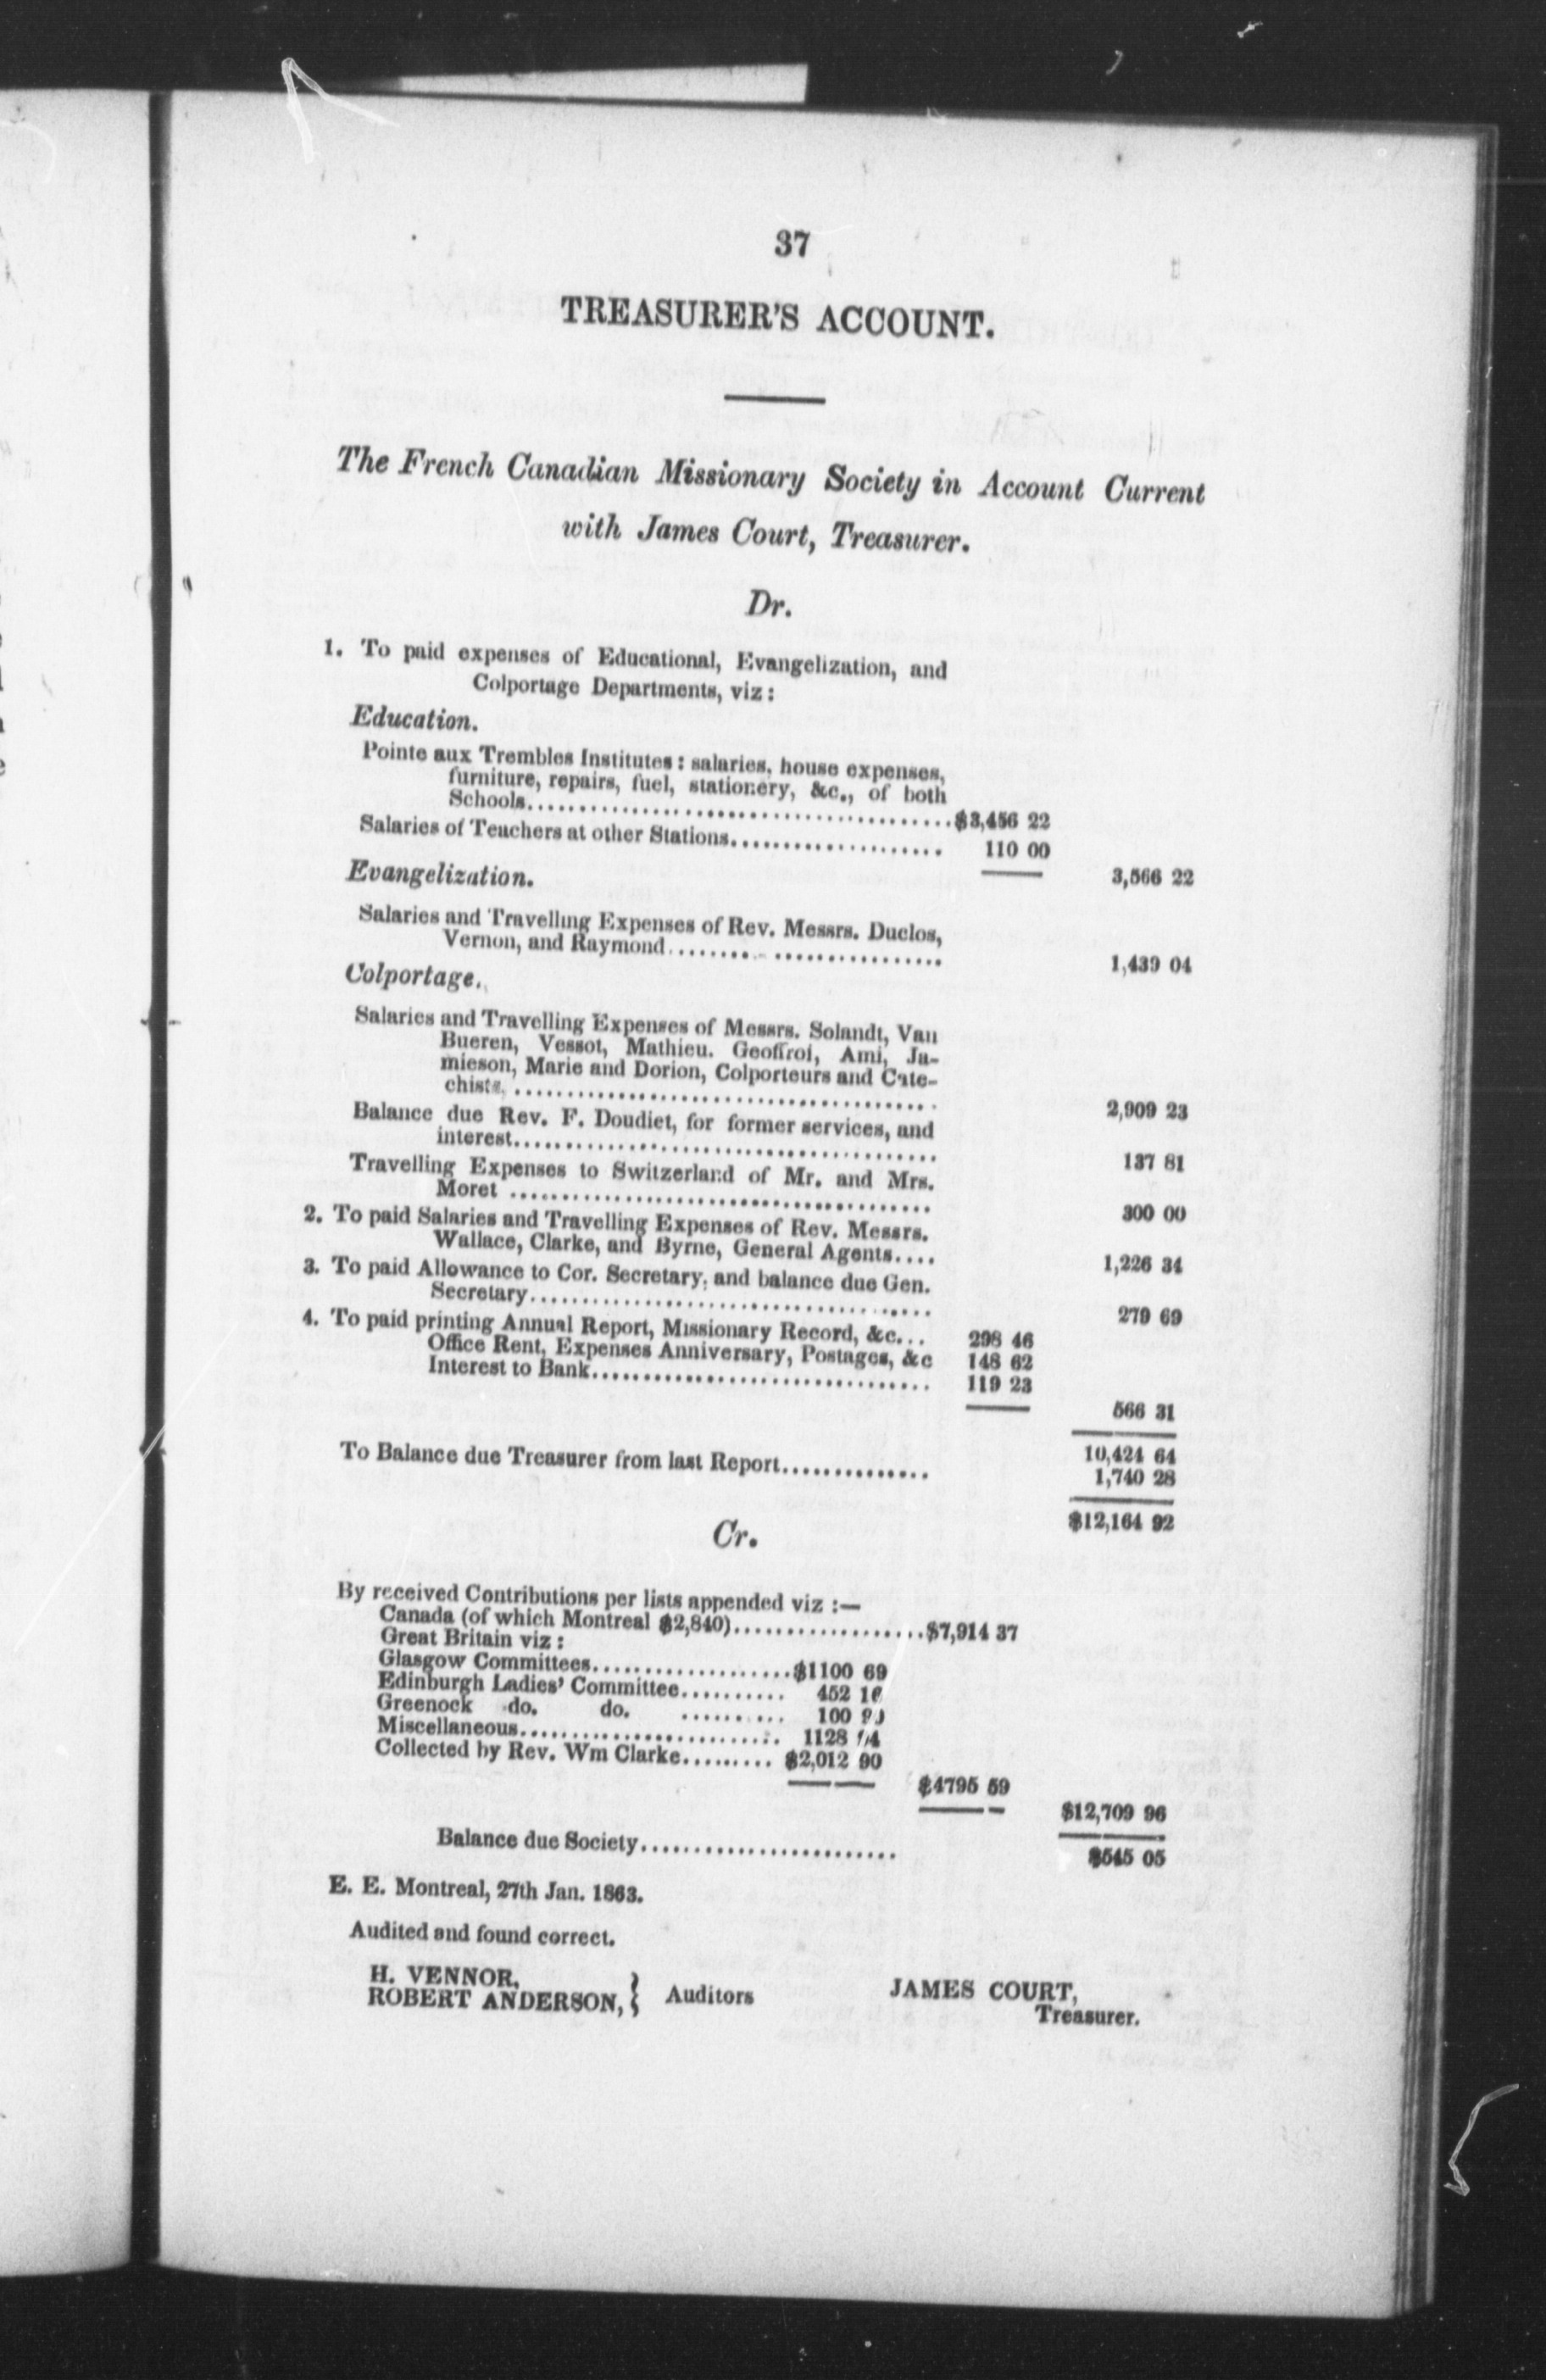 37
TREASURER'S ACCOUNT.
The French Canadian Missionary Society in Account Current
with James Court, Treasurer.
Dr.
1. To paid expenses of Educational, Evangelization, and
Colportage Departments, viz:
Education.
Pointe aux Trembles Institutes: salaries, house expenses,
furniture, repairs, fuel, stationery, &c., of both
Schools........................................$3,456 22
Salaries of Teachers at other Stations.................... 110 00
3,566 22
Evangelization.
Salaries and Travelling Expenses of Rev. Messrs. Duclos,
Vernon, and Raymond......................... 1,439 04
Colportage.
Salaries and Travelling Expenses of Messrs. Solandt, Van
Bueren, Vessot, Mathieu. Geoffroi, Ami, Ja-
mieson, Marie and Dorion, Colporteurs and Cate-
chists, ........................................ 2,909 23
Balance due Rev. F. Doudiet, for former services, and
interest........................................ 137 81
Travelling Expenses to Switzerland of Mr. and Mrs.
Moret ........................................ 300 00
2. To paid Salaries and Travelling Expenses of Rev. Messrs.
Wallace, Clarke, and Byrne, General Agents.... 1,226 34
3. To paid Allowance to Cor. Secretary, and balance due Gen.
Secretary...................................... 279 69
4. To paid printing Annual Report, Missionary Record, &c... 298 46
Office Rent, Expenses Anniversary, Postages, &c 148 62
Interest to Bank................................ 119 23
566 31
10,424 64
To Balance due Treasurer from last Report.............. 1,740 28
$12,164 92
Cr.
By received Contributions per lists appended viz :—
Canada (of which Montreal $2,840)..................$7,914 37
Great Britain viz :
Glasgow Committees...................$1100 69
Edinburgh Ladies' Committee.......... 452
Greenock do. do. .......... 100
Miscellaneous......................... 1128
Collected by Rev. Wm Clarke......... $2,012 90
$4795 59
$12,709 96
Balance due Society......................... $545 05
E. E. Montreal, 27th Jan. 1863.
Audited and found correct.
H. VENNOR,
ROBERT ANDERSON, } Auditors
JAMES COURT,
Treasurer.